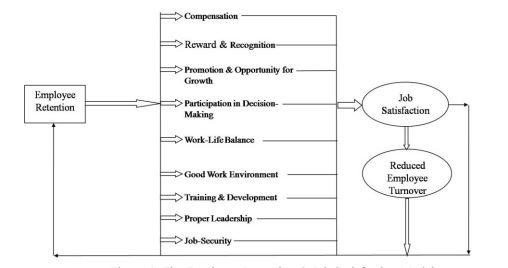 Compensation
Reward & Recognition
Promotion & Opportunity for
Growth
Employee
Retention
Participation in Decision-
Making
Job
Satisfaction
Work-Life Balance
Good Work Environment
Reduced
Employee
Turnover
Training & Development
Proper Leadership
Job-Security